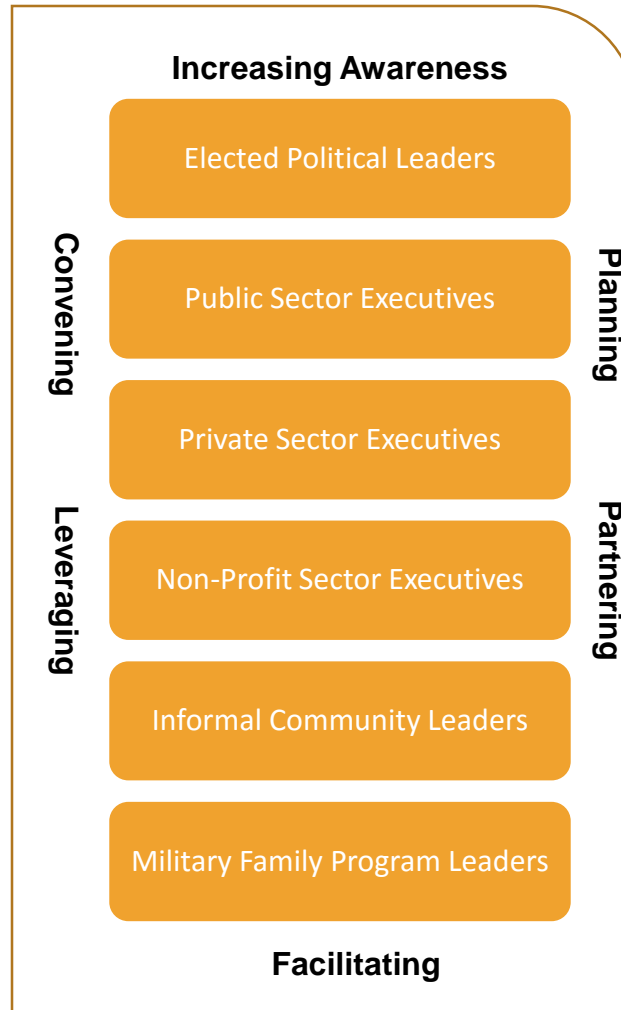 Increasing Awareness
Elected Political Leaders
Convening
Planning
Public Sector Executives
Private Sector Executives
Leveraging
Partnering
Non-Profit Sector Executives
Informal Community Leaders
Military Family Program Leaders
Facilitating